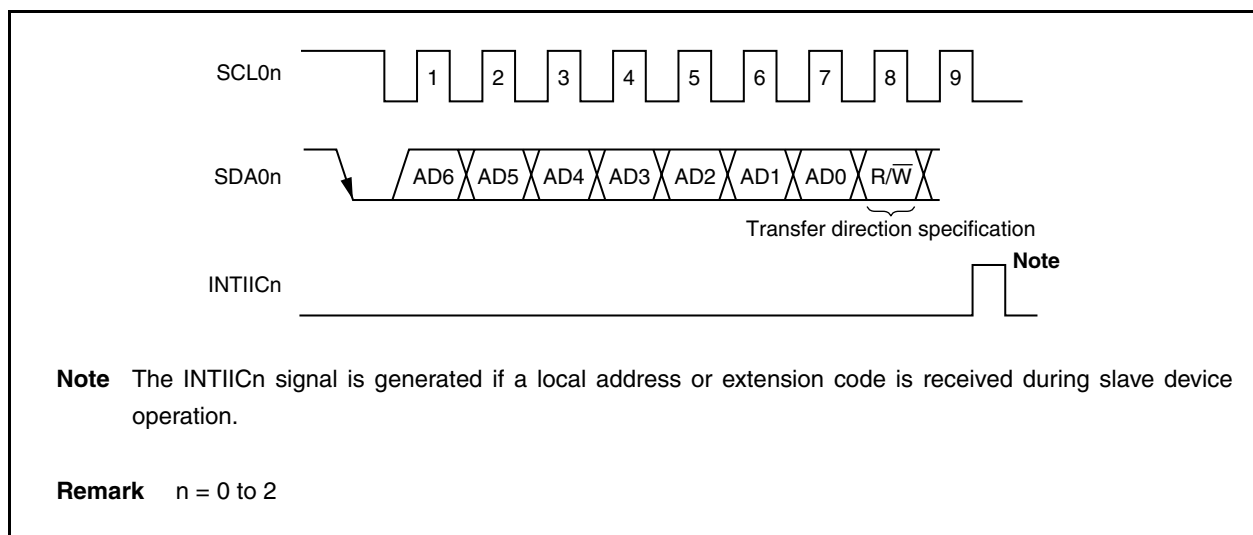 SCL0n 1 2 3 4 5 6 7 8 9
SDA0n AD6 AD5 AD4 AD3 AD2 AD1 AD0 R/W̅
Transfer direction specification
INTIICn Note
Note The INTIICn signal is generated if a local address or extension code is received during slave device
operation.
Remark n = 0 to 2